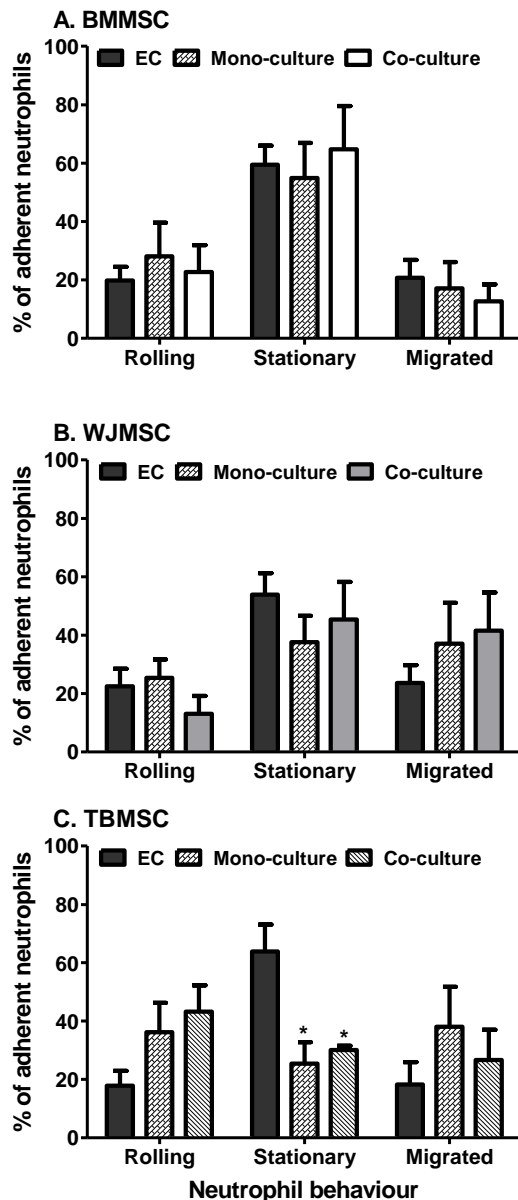 A. BMMSC
EC Mono-culture Co-culture
% of adherent neutrophils
100
80
60
40
20
0
Rolling Stationary Migrated
B. WJMSC
EC Mono-culture Co-culture
% of adherent neutrophils
100
80
60
40
20
0
Rolling Stationary Migrated
C. TBMSC
EC Mono-culture Co-culture
% of adherent neutrophils
100
80
60
40
20
0
* *
Rolling Stationary Migrated
Neutrophil behaviour